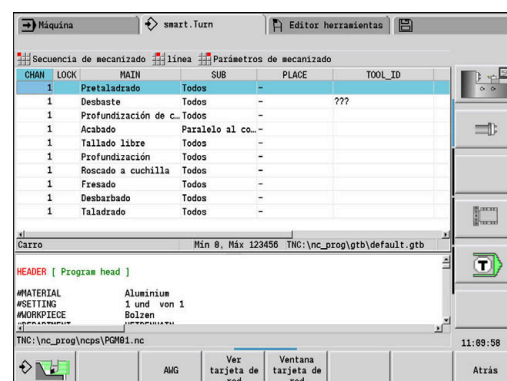 Máquina
smart.Turn
Editor herramientas
Secuencia de mecanizado línea Parámetros de mecanizado
CHAN LOCK MAIN SUB PLACE TOOL_ID
1 Pretaladrado Todos -
1 Desbaste Todos ???
1 Profundización de c… Todos -
1 Acabado Paralelo al co… -
1 Tallado libre Todos -
1 Profundización Todos -
1 Roscado a cuchilla Todos -
1 Fresado Todos -
1 Desbarbado Todos -
1 Taladrado Todos -
Carro Min 0, Máx 123456 TNC:\nc_prog\gtb\default.gtb
HEADER [ Program head ]
#MATERIAL Aluminium
#SETTING 1 und von 1
#WORKPIECE Bolzen
TNC:\nc_prog\ncps\PGM01.nc
T
11:09:58
AWG
Ver
tarjeta de
red
Ventana
tarjeta de
red
Atrás